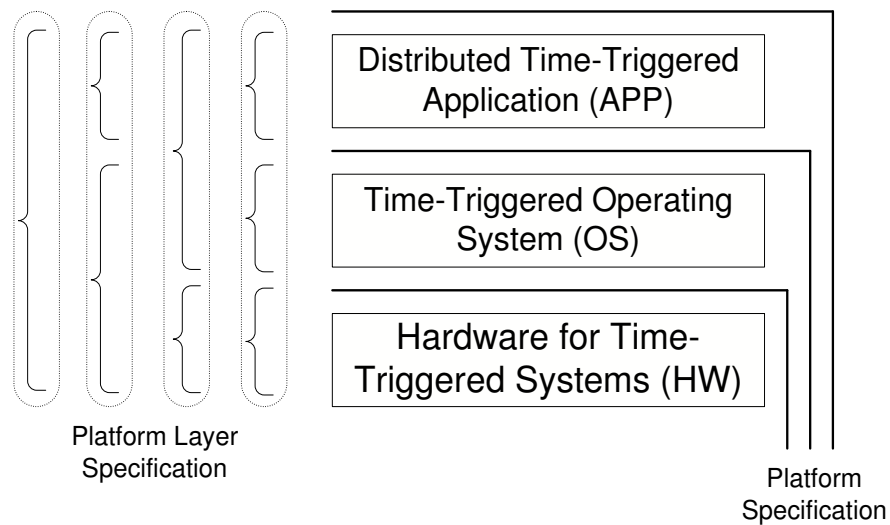 Distributed Time-Triggered
Application (APP)
Time-Triggered Operating
System (OS)
Hardware for Time-
Triggered Systems (HW)
Platform Layer
Specification
Platform
Specification